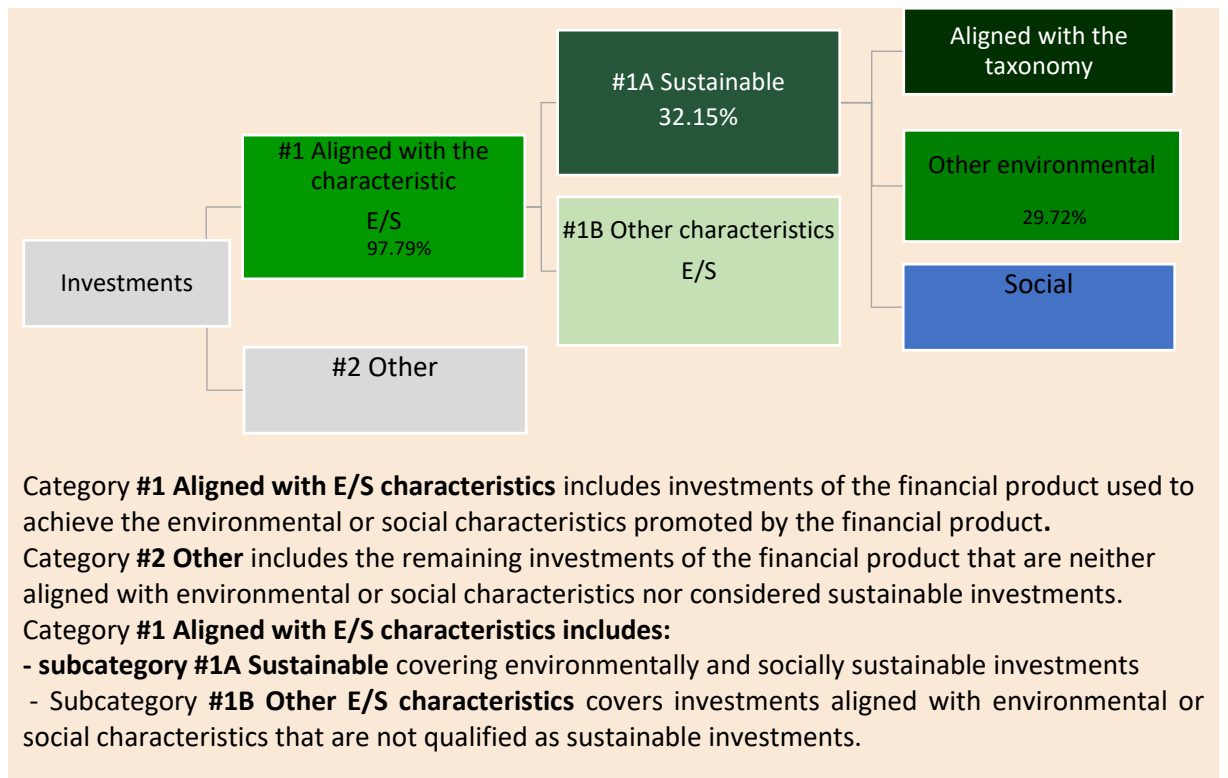 Investments
#1 Aligned with the
characteristic
E/S
97.79%
#2 Other
#1A Sustainable
32.15%
#1B Other characteristics
E/S
Aligned with the
taxonomy
Other environmental
29.72%
Social
Category #1 Aligned with E/S characteristics includes investments of the financial product used to
achieve the environmental or social characteristics promoted by the financial product.
Category #2 Other includes the remaining investments of the financial product that are neither
aligned with environmental or social characteristics nor considered sustainable investments.
Category #1 Aligned with E/S characteristics includes:
- subcategory #1A Sustainable covering environmentally and socially sustainable investments
- Subcategory #1B Other E/S characteristics covers investments aligned with environmental or
social characteristics that are not qualified as sustainable investments.